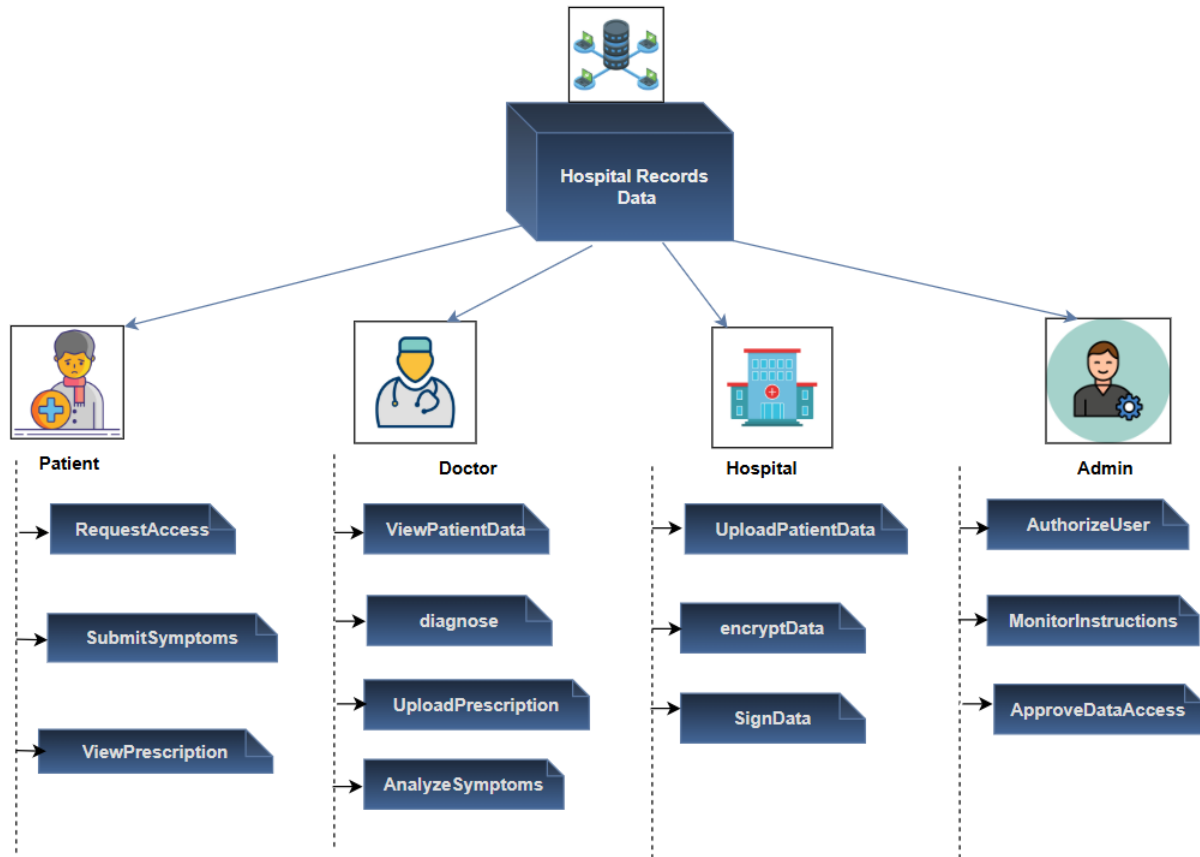 Hospital Records
Data
Patient
Doctor
Hospital
Admin
RequestAccess
SubmitSymptoms
ViewPrescription
ViewPatientData
diagnose
UploadPrescription
AnalyzeSymptoms
UploadPatientData
encryptData
SignData
AuthorizeUser
MonitorInstructions
ApproveDataAccess